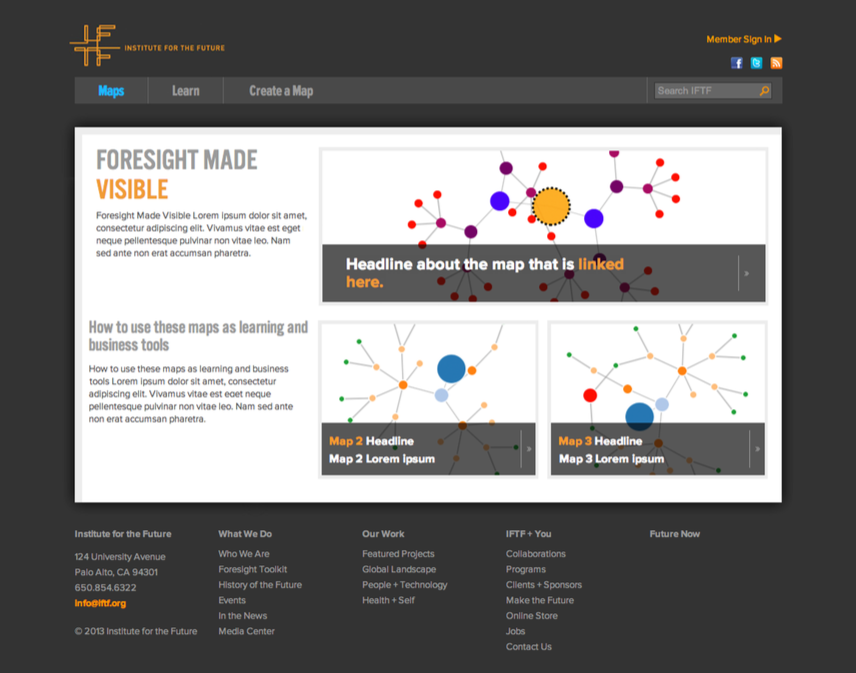 INSTITUTE FOR THE FUTURE
Member Sign In
Maps
Learn
Create a Map
Search IFTF
FORESIGHT MADE
VISIBLE
Foresight Made Visible Lorem ipsum dolor sit amet,
consectetur adipiscing elit. Vivamus vitae est eget
neque pellentesque pulvinar non vitae leo. Nam
sed ante non erat accumsan pharetra.
Headline about the map that is linked
here.
»
How to use these maps as learning and
business tools
How to use these maps as learning and business
tools Lorem ipsum dolor sit amet, consectetur
adipiscing elit. Vivamus vitae est eget neque
pellentesque pulvinar non vitae leo. Nam sed ante
non erat accumsan pharetra.
Map 2 Headline
Map 2 Lorem Ipsum
»
Map 3 Headline
Map 3 Lorem Ipsum
»
Institute for the Future
124 University Avenue
Palo Alto, CA 94301
650.854.6322
info@iftf.org
© 2013 Institute for the Future
What We Do
Who We Are
Foresight Toolkit
History of the Future
Events
In the News
Media Center
Our Work
Featured Projects
Global Landscape
People + Technology
Health + Self
IFTF + You
Collaborations
Programs
Clients + Sponsors
Make the Future
Online Store
Jobs
Contact Us
Future Now